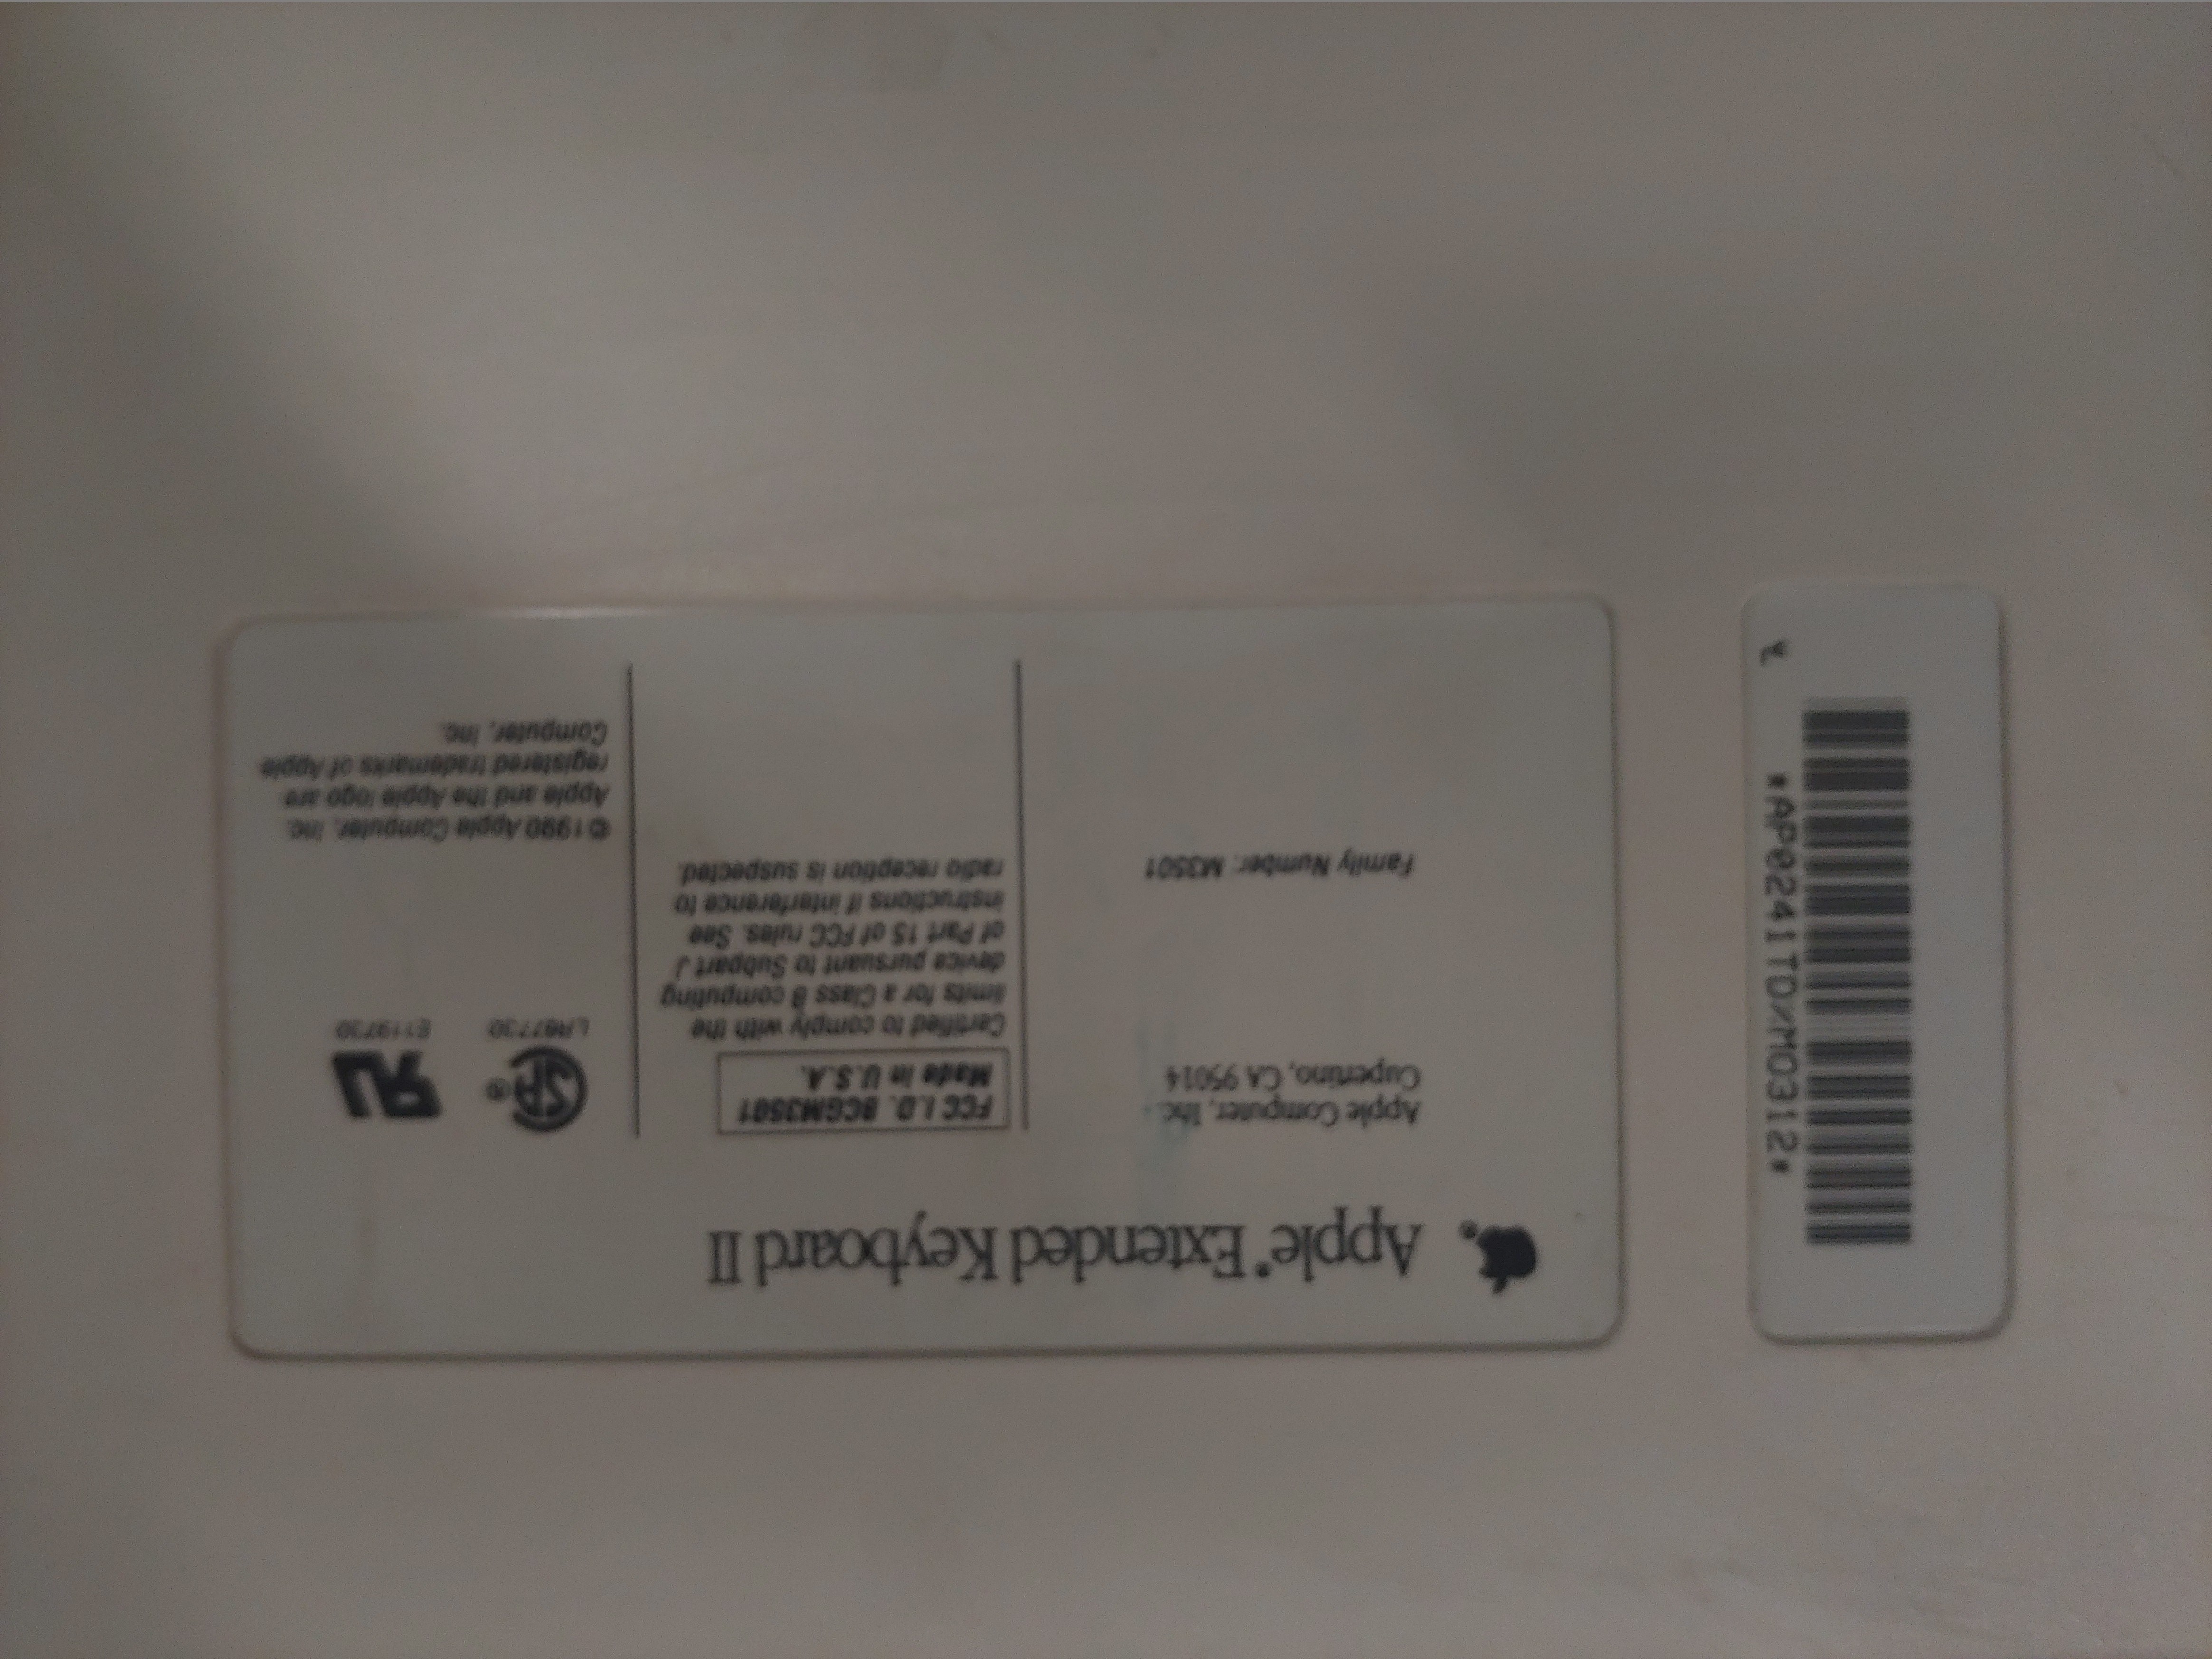 Apple® Extended Keyboard II
Apple Computer, Inc.
Cupertino, CA 95014
Family Number: M3501
FCC I.D. BCGM3501
Made in U.S.A.
Certified to comply with the
limits for a Class B computing
device pursuant to Subpart J
of Part 15 of FCC rules. See
instructions if interference to
radio reception is suspected.
®
LR67730 E119730
©1990 Apple Computer, Inc.
Apple and the Apple logo are
registered trademarks of Apple
Computer, Inc.
*AP0241TD/M0312*